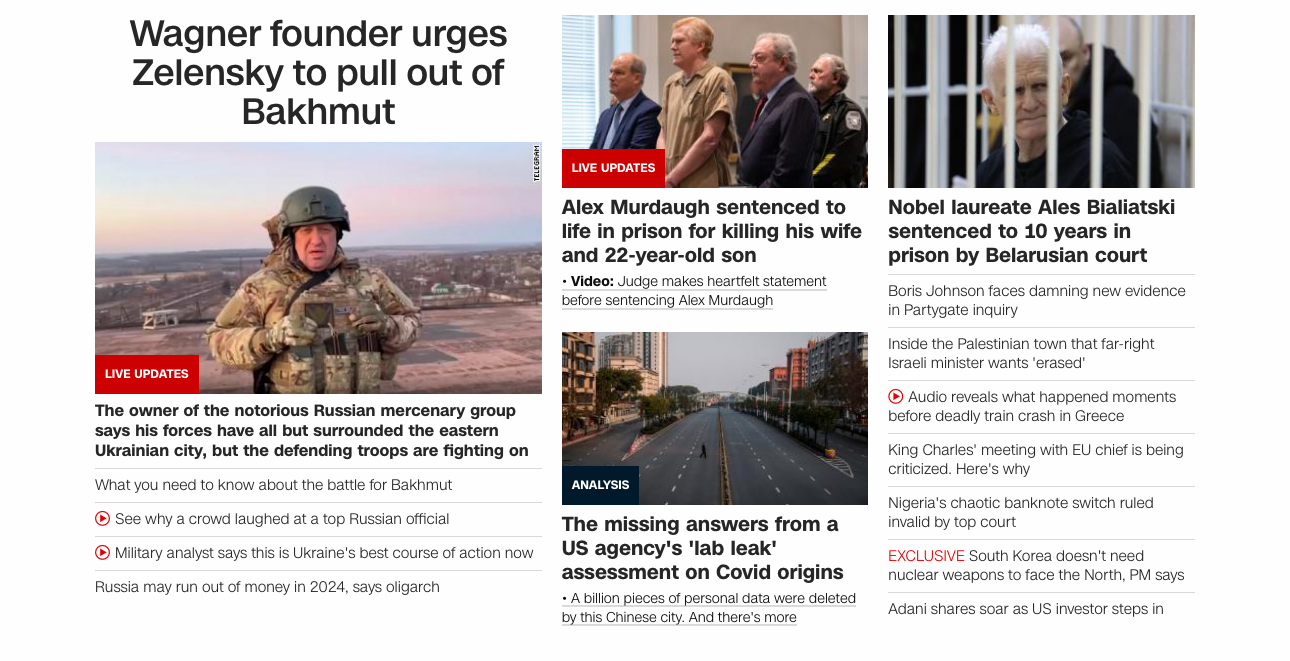 Wagner founder urges
Zelensky to pull out of
Bakhmut
TELEGRAM
LIVE UPDATES
The owner of the notorious Russian mercenary group
says his forces have all but surrounded the eastern
Ukrainian city, but the defending troops are fighting on
What you need to know about the battle for Bakhmut
See why a crowd laughed at a top Russian official
Military analyst says this is Ukraine's best course of action now
Russia may run out of money in 2024, says oligarch
LIVE UPDATES
Alex Murdaugh sentenced to
life in prison for killing his wife
and 22-year-old son
• Video: Judge makes heartfelt statement
before sentencing Alex Murdaugh
ANALYSIS
The missing answers from a
US agency's 'lab leak'
assessment on Covid origins
• A billion pieces of personal data were deleted
by this Chinese city. And there's more
Nobel laureate Ales Bialiatski
sentenced to 10 years in
prison by Belarusian court
Boris Johnson faces damning new evidence
in Partygate inquiry
Inside the Palestinian town that far-right
Israeli minister wants 'erased'
Audio reveals what happened moments
before deadly train crash in Greece
King Charles' meeting with EU chief is being
criticized. Here's why
Nigeria's chaotic banknote switch ruled
invalid by top court
EXCLUSIVE South Korea doesn't need
nuclear weapons to face the North, PM says
Adani shares soar as US investor steps in